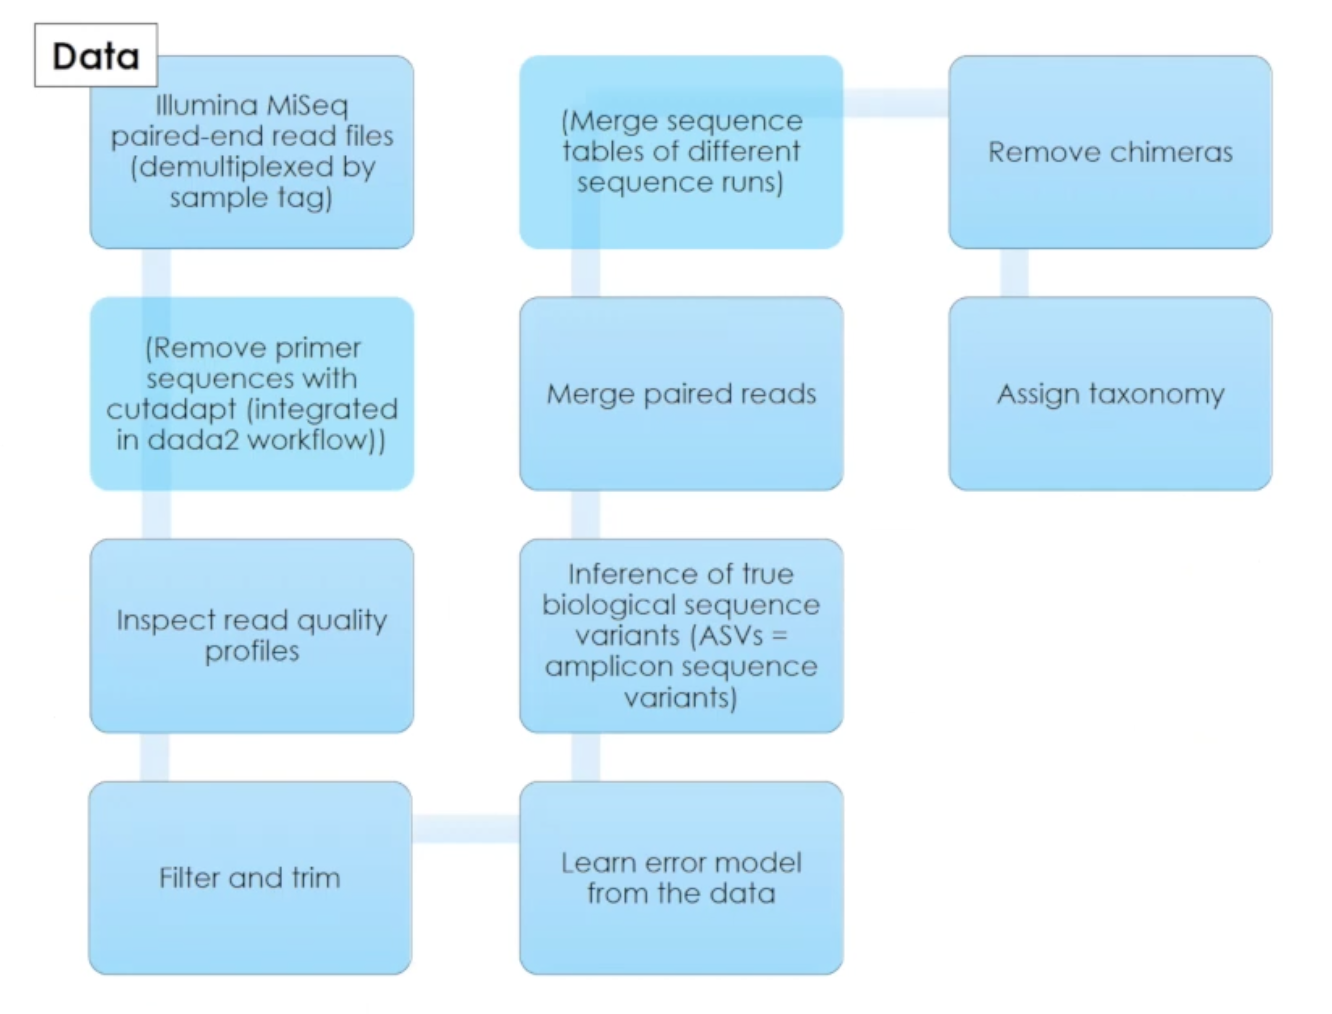 Data
Illumina MiSeq
paired-end read files
(demultiplexed by
sample tag)
(Remove primer
sequences with
cutadapt (integrated
in dada2 workflow))
Inspect read quality
profiles
Filter and trim
Learn error model
from the data
Inference of true
biological sequence
variants (ASVs =
amplicon sequence
variants)
Merge paired reads
(Merge sequence
tables of different
sequence runs)
Remove chimeras
Assign taxonomy